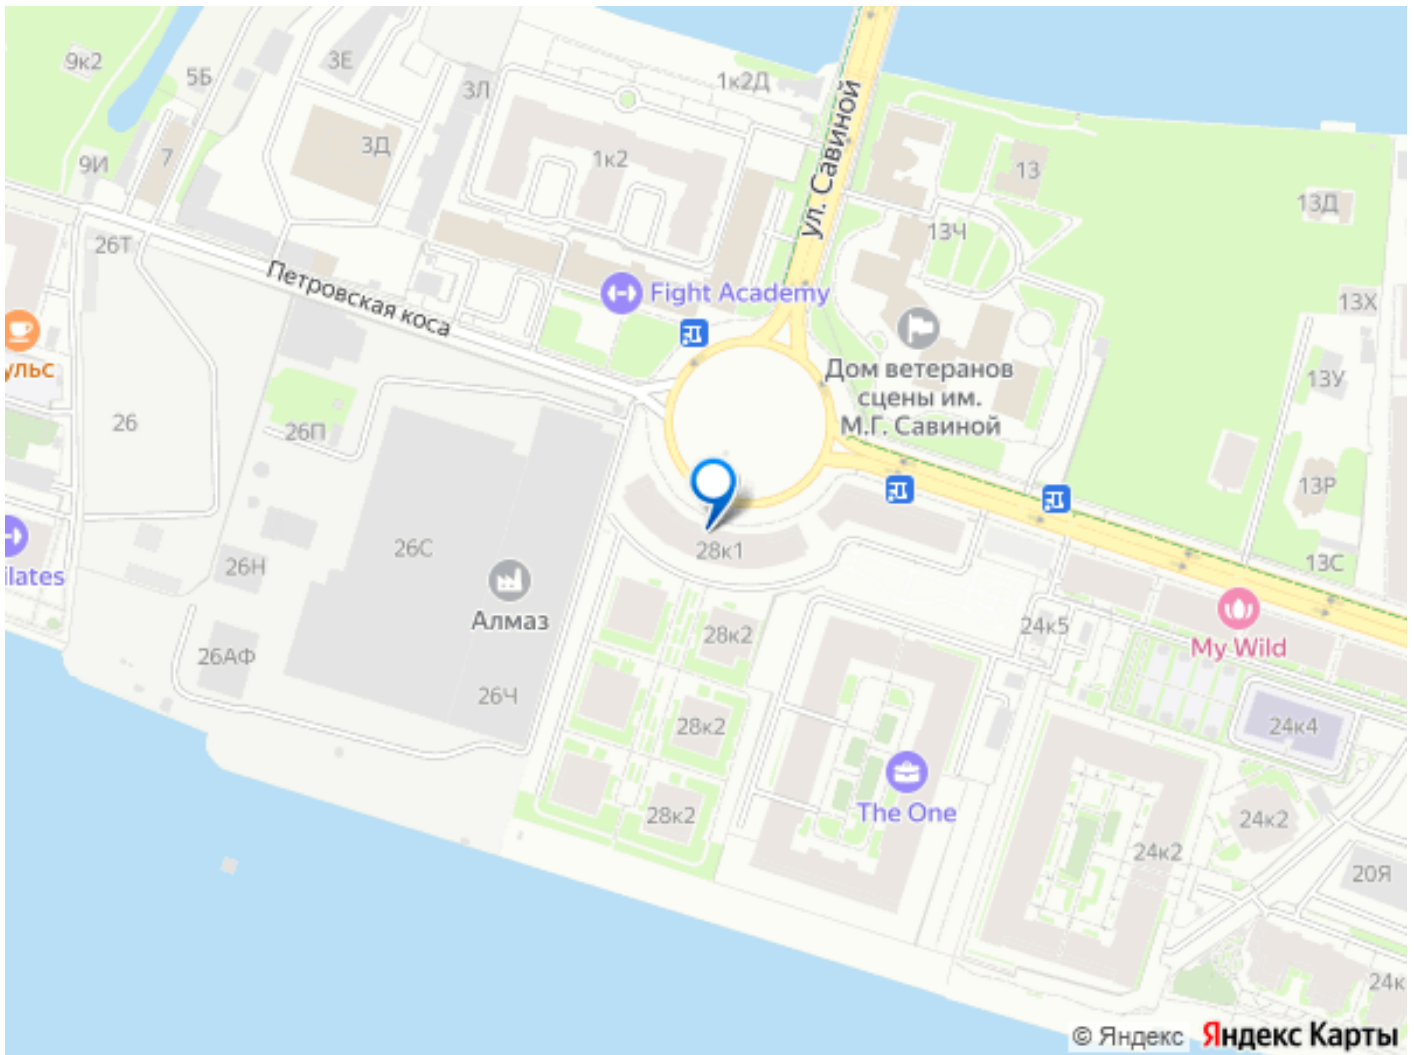 9к2
5Б
3Е
3Л
1к2Д
ул. Савиной
3Д
1к2
7
9И
13
13Д
13Ч
26Т
Петровская коса
Fight Academy
13Х
ульс
Дом ветеранов
сцены им.
М.Г. Савиной
13У
26
26П
13Р
26С
28к1
13С
ilates
26Н
Алмаз
28к2
24к5
My Wild
26АФ
26Ч
28к2
24к4
The One
28к2
24к2
24к2
20Я
24к
© Яндекс Яндекс Карты